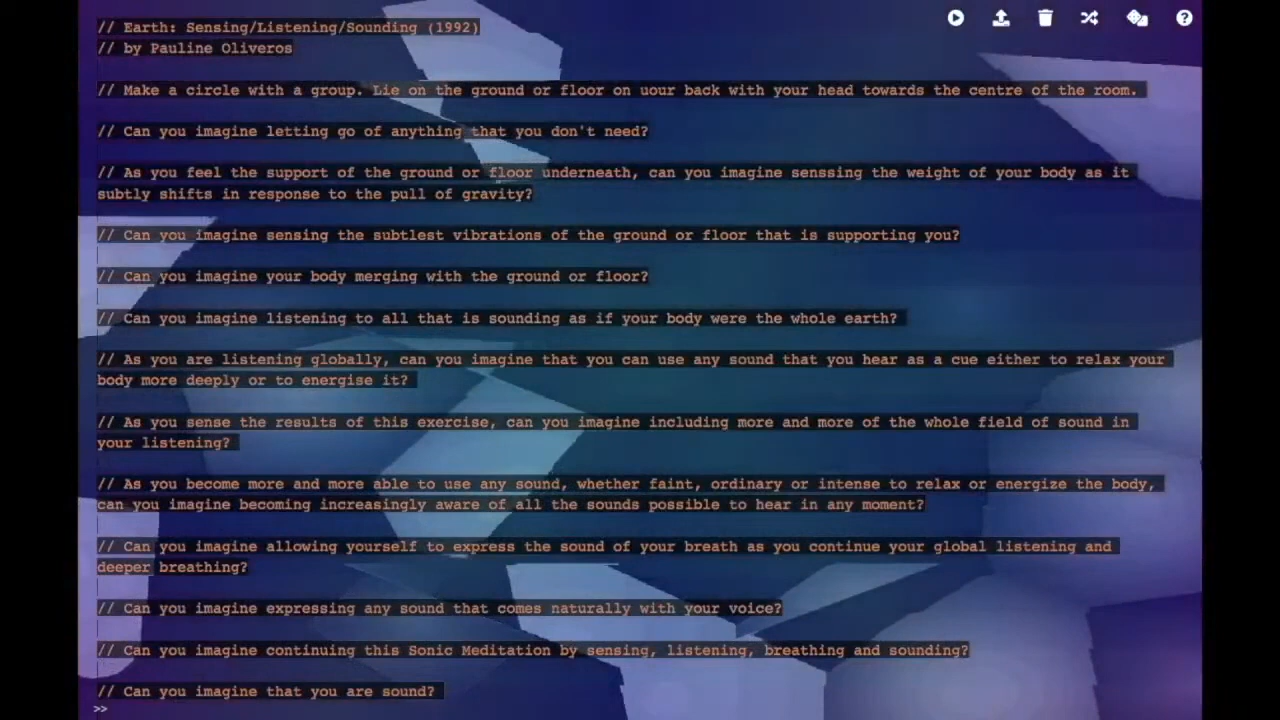 // Earth: Sensing/Listening/Sounding (1992)
// by Pauline Oliveros
// Make a circle with a group. Lie on the ground or floor on uour back with your head towards the centre of the room.
// Can you imagine letting go of anything that you don't need?
// As you feel the support of the ground or floor underneath, can you imagine senssing the weight of your body as it
subtly shifts in response to the pull of gravity?
// Can you imagine sensing the subtlest vibrations of the ground or floor that is supporting you?
// Can you imagine your body merging with the ground or floor?
// Can you imagine listening to all that is sounding as if your body were the whole earth?
// As you are listening globally, can you imagine that you can use any sound that you hear as a cue either to relax your
body more deeply or to energise it?
// As you sense the results of this exercise, can you imagine including more and more of the whole field of sound in
your listening?
// As you become more and more able to use any sound, whether faint, ordinary or intense to relax or energize the body,
can you imagine becoming increasingly aware of all the sounds possible to hear in any moment?
// Can you imagine allowing yourself to express the sound of your breath as you continue your global listening and
deeper breathing?
// Can you imagine expressing any sound that comes naturally with your voice?
// Can you imagine continuing this Sonic Meditation by sensing, listening, breathing and sounding?
// Can you imagine that you are sound?
>>